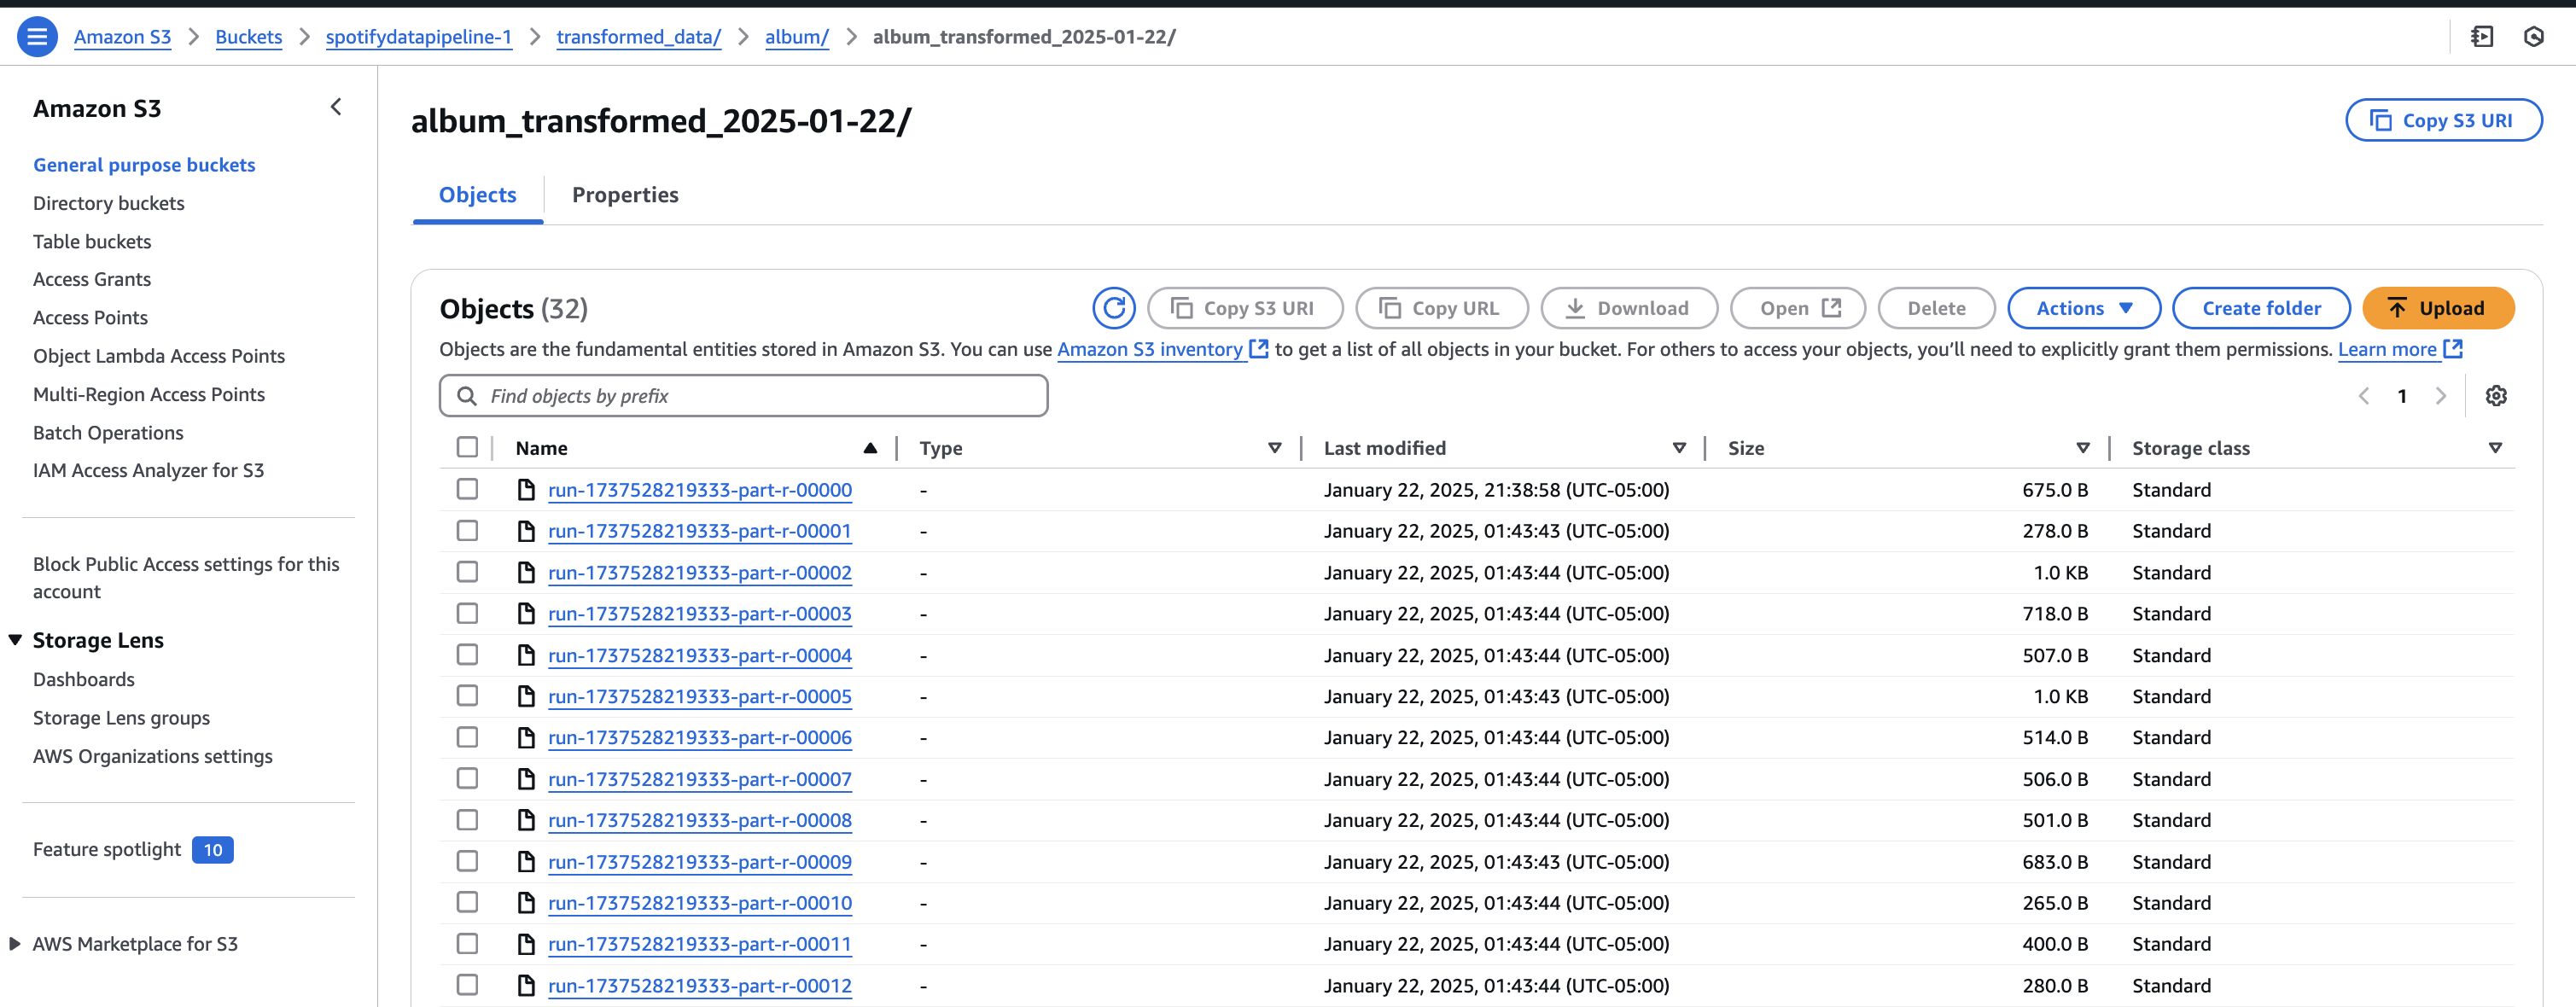 Amazon S3 > Buckets > spotifydatapipeline-1 > transformed_data/ > album/ > album_transformed_2025-01-22/
Amazon S3
General purpose buckets
Directory buckets
Table buckets
Access Grants
Access Points
Object Lambda Access Points
Multi-Region Access Points
Batch Operations
IAM Access Analyzer for S3
Block Public Access settings for this
account
Storage Lens
Dashboards
Storage Lens groups
AWS Organizations settings
Feature spotlight 10
AWS Marketplace for S3
album_transformed_2025-01-22/
Copy S3 URI
Objects Properties
Objects (32)
Copy S3 URI Copy URL Download Open Delete Actions Create folder Upload
Objects are the fundamental entities stored in Amazon S3. You can use Amazon S3 inventory to get a list of all objects in your bucket. For others to access your objects, you’ll need to explicitly grant them permissions. Learn more
Find objects by prefix
1
Name Type Last modified Size Storage class
run-1737528219333-part-r-00000 - January 22, 2025, 21:38:58 (UTC-05:00) 675.0 B Standard
run-1737528219333-part-r-00001 - January 22, 2025, 01:43:43 (UTC-05:00) 278.0 B Standard
run-1737528219333-part-r-00002 - January 22, 2025, 01:43:44 (UTC-05:00) 1.0 KB Standard
run-1737528219333-part-r-00003 - January 22, 2025, 01:43:44 (UTC-05:00) 718.0 B Standard
run-1737528219333-part-r-00004 - January 22, 2025, 01:43:44 (UTC-05:00) 507.0 B Standard
run-1737528219333-part-r-00005 - January 22, 2025, 01:43:43 (UTC-05:00) 1.0 KB Standard
run-1737528219333-part-r-00006 - January 22, 2025, 01:43:44 (UTC-05:00) 514.0 B Standard
run-1737528219333-part-r-00007 - January 22, 2025, 01:43:44 (UTC-05:00) 506.0 B Standard
run-1737528219333-part-r-00008 - January 22, 2025, 01:43:44 (UTC-05:00) 501.0 B Standard
run-1737528219333-part-r-00009 - January 22, 2025, 01:43:43 (UTC-05:00) 683.0 B Standard
run-1737528219333-part-r-00010 - January 22, 2025, 01:43:44 (UTC-05:00) 265.0 B Standard
run-1737528219333-part-r-00011 - January 22, 2025, 01:43:44 (UTC-05:00) 400.0 B Standard
run-1737528219333-part-r-00012 - January 22, 2025, 01:43:44 (UTC-05:00) 280.0 B Standard